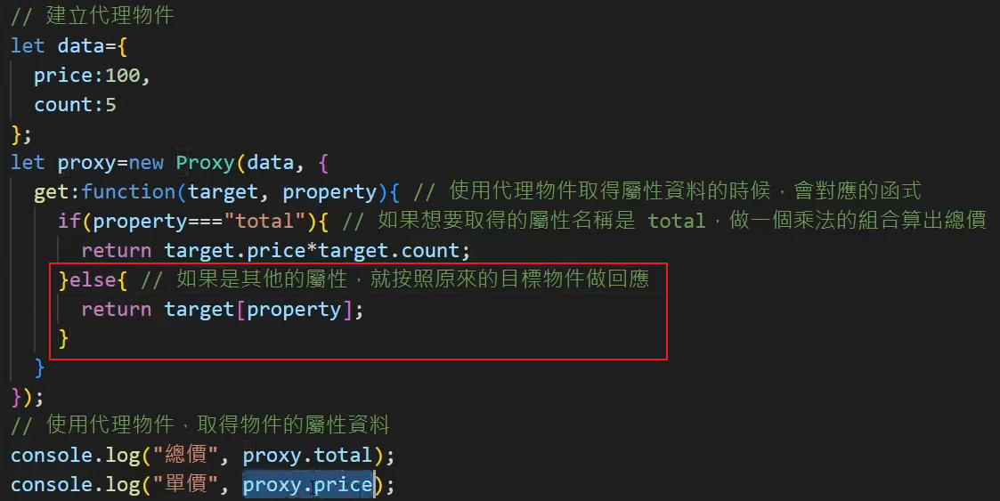 // 建立代理物件
let data={
  price:100,
  count:5
};
let proxy=new Proxy(data, {
  get:function(target, property){ // 使用代理物件取得屬性資料的時候，會對應的函式
    if(property==="total"){ // 如果想要取得的屬性名稱是 total，做一個乘法的組合算出總價
      return target.price*target.count;
    }else{ // 如果是其他的屬性，就按照原來的目標物件做回應
      return target[property];
    }
  }
});
// 使用代理物件，取得物件的屬性資料
console.log("總價", proxy.total);
console.log("單價", proxy.price);